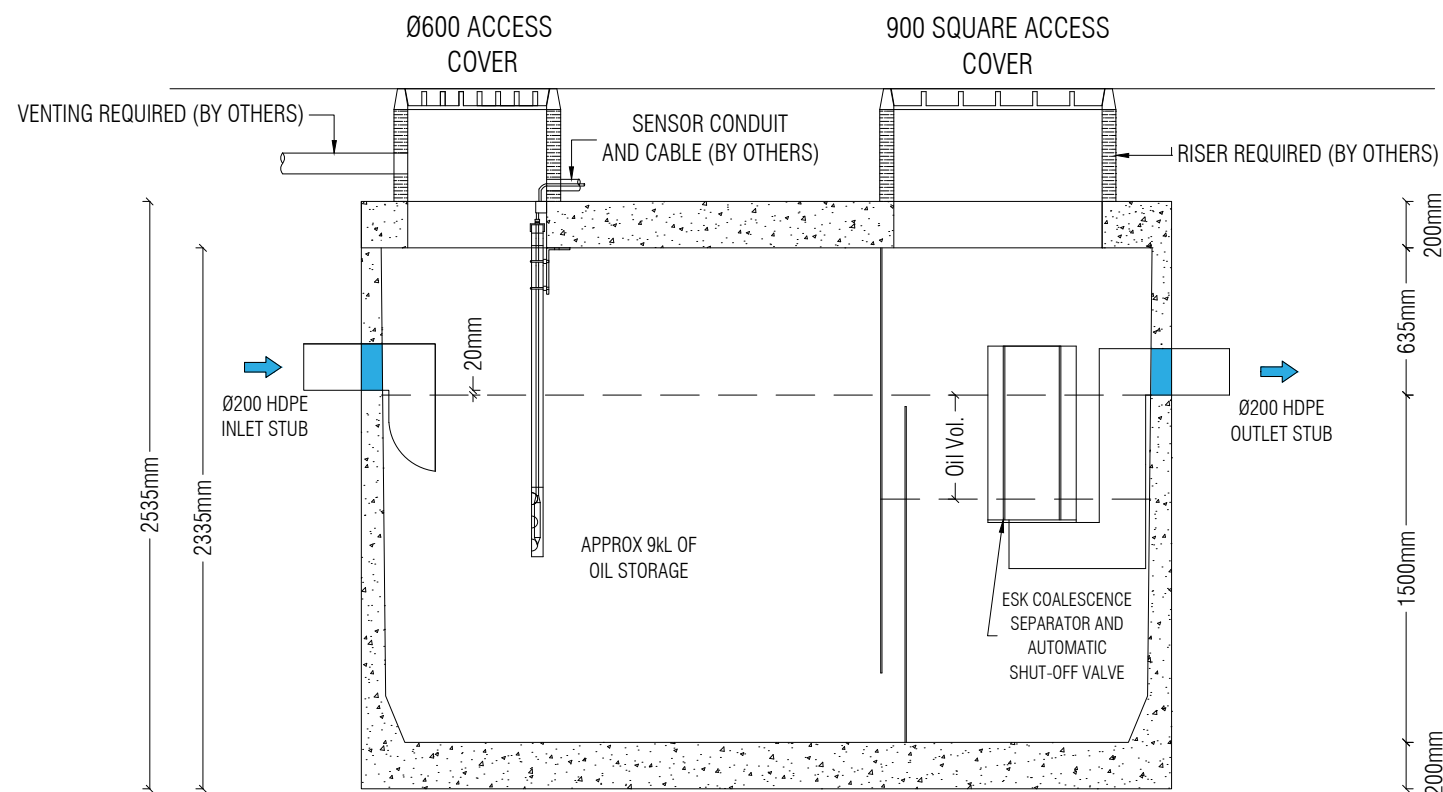 Ø600 ACCESS
COVER
900 SQUARE ACCESS
COVER
VENTING REQUIRED (BY OTHERS)
SENSOR CONDUIT
AND CABLE (BY OTHERS)
RISER REQUIRED (BY OTHERS)
200mm
635mm
20mm
Ø200 HDPE
INLET STUB
Ø200 HDPE
OUTLET STUB
Oil Vol.
2535mm
2335mm
APPROX 9kL OF
OIL STORAGE
1500mm
ESK COALESCENCE
SEPARATOR AND
AUTOMATIC
SHUT-OFF VALVE
200mm